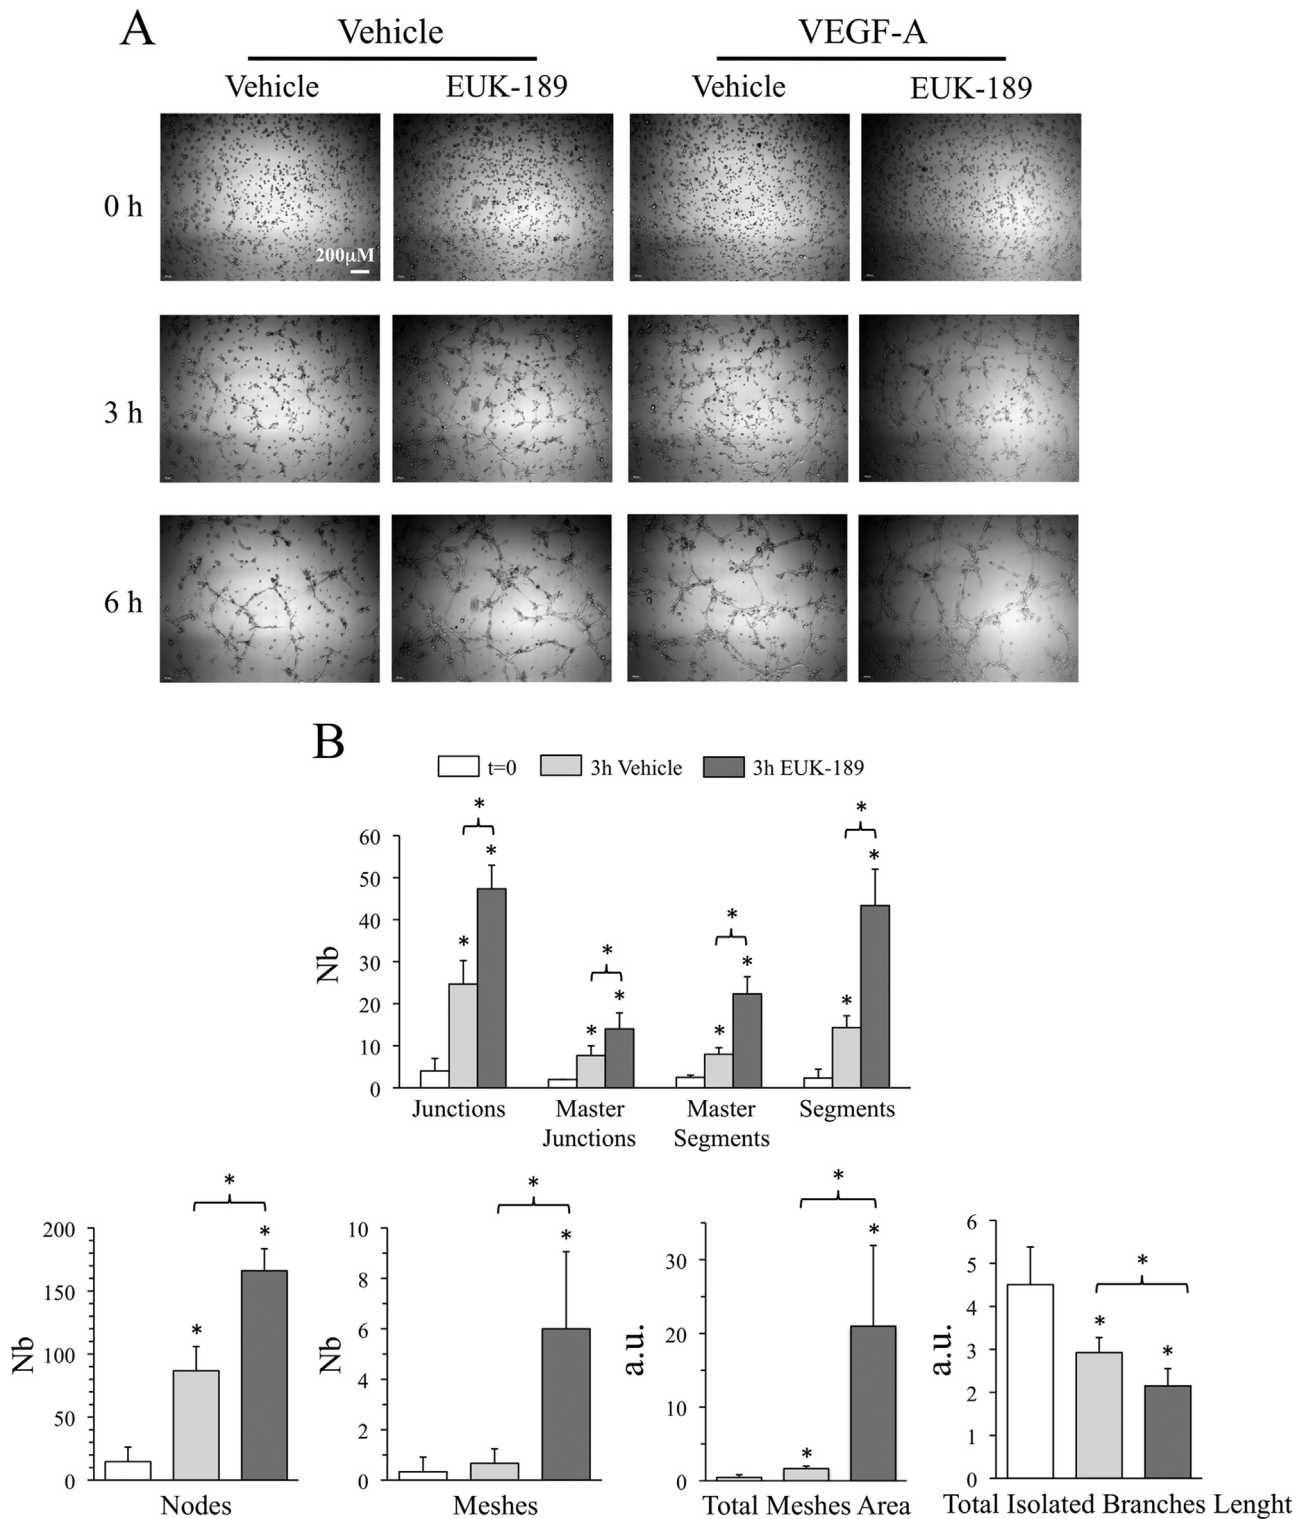 A
Vehicle VEGF-A
Vehicle EUK-189 Vehicle EUK-189
0 h
200µM
3 h
6 h
B
t=0 3h Vehicle 3h EUK-189
* *
60
50
40
30
20
10
0
Nb
* * * *
* * * * * * * *
Junctions Master Junctions Master Segments Segments
*
200
150
100
50
0
Nb
* *
Nodes
*
10
8
6
4
2
0
Nb
*
Meshes
*
30
20
10
0
a.u.
* *
Total Meshes Area
6
5
4
3
2
1
0
a.u.
*
* *
Total Isolated Branches Lenght